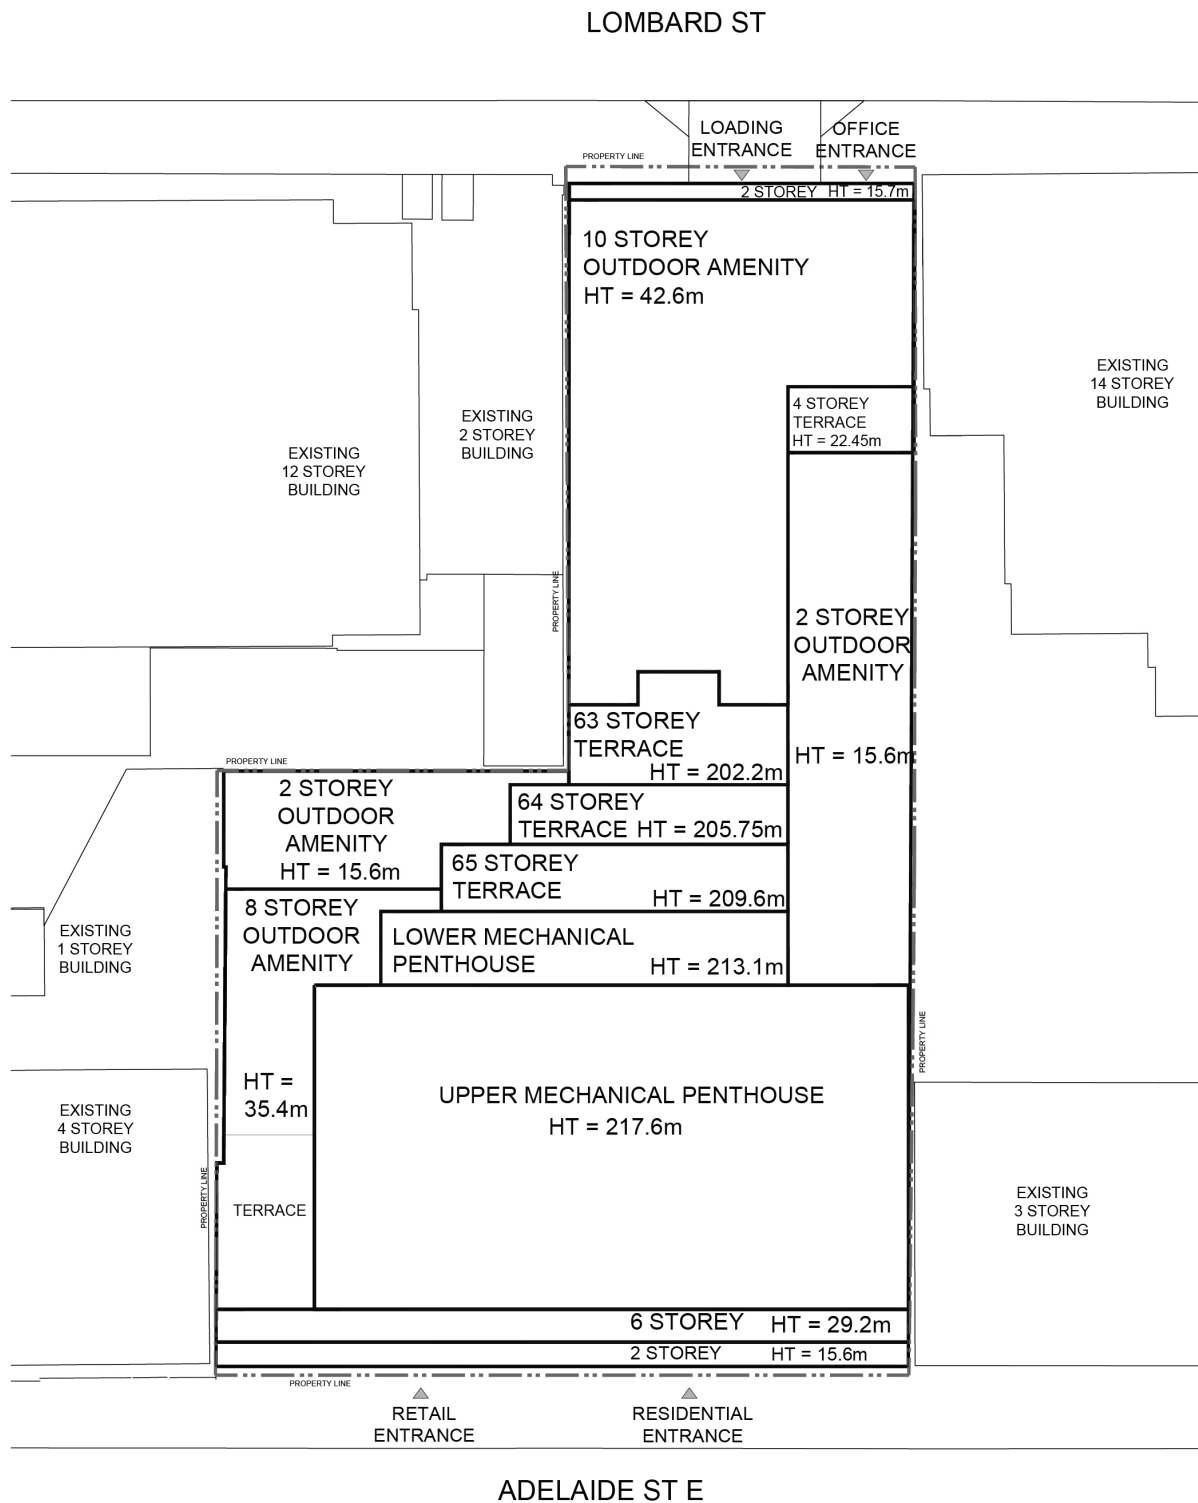 LOMBARD ST
LOADING
ENTRANCE
OFFICE
ENTRANCE
PROPERTY LINE
2 STOREY HT = 15.7m
10 STOREY
OUTDOOR AMENITY
HT = 42.6m
EXISTING
14 STOREY
BUILDING
4 STOREY
TERRACE
HT = 22.45m
EXISTING
2 STOREY
BUILDING
EXISTING
12 STOREY
BUILDING
PROPERTY LINE
2 STOREY
OUTDOOR
AMENITY
HT = 15.6m
63 STOREY
TERRACE
HT = 202.2m
PROPERTY LINE
2 STOREY
OUTDOOR
AMENITY
HT = 15.6m
64 STOREY
TERRACE HT = 205.75m
65 STOREY
TERRACE
HT = 209.6m
8 STOREY
OUTDOOR
AMENITY
HT =
35.4m
LOWER MECHANICAL
PENTHOUSE
HT = 213.1m
EXISTING
1 STOREY
BUILDING
PROPERTY LINE
UPPER MECHANICAL PENTHOUSE
HT = 217.6m
EXISTING
4 STOREY
BUILDING
PROPERTY LINE
TERRACE
EXISTING
3 STOREY
BUILDING
6 STOREY HT = 29.2m
2 STOREY HT = 15.6m
PROPERTY LINE
RETAIL
ENTRANCE
RESIDENTIAL
ENTRANCE
ADELAIDE ST E